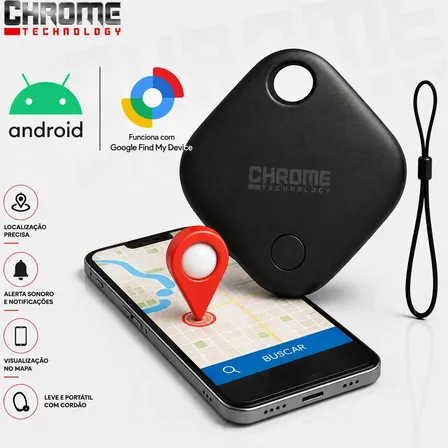 CHROME
TECHNOLOGY
android
Funciona com
Google Find My Device
CHROME
TECHNOLOGY
LOCALIZAÇÃO
PRECISA
ALERTA SONORO
E NOTIFICAÇÕES
VISUALIZAÇÃO
NO MAPA
LEVE E PORTÁTIL
COM CORDÃO
BUSCAR